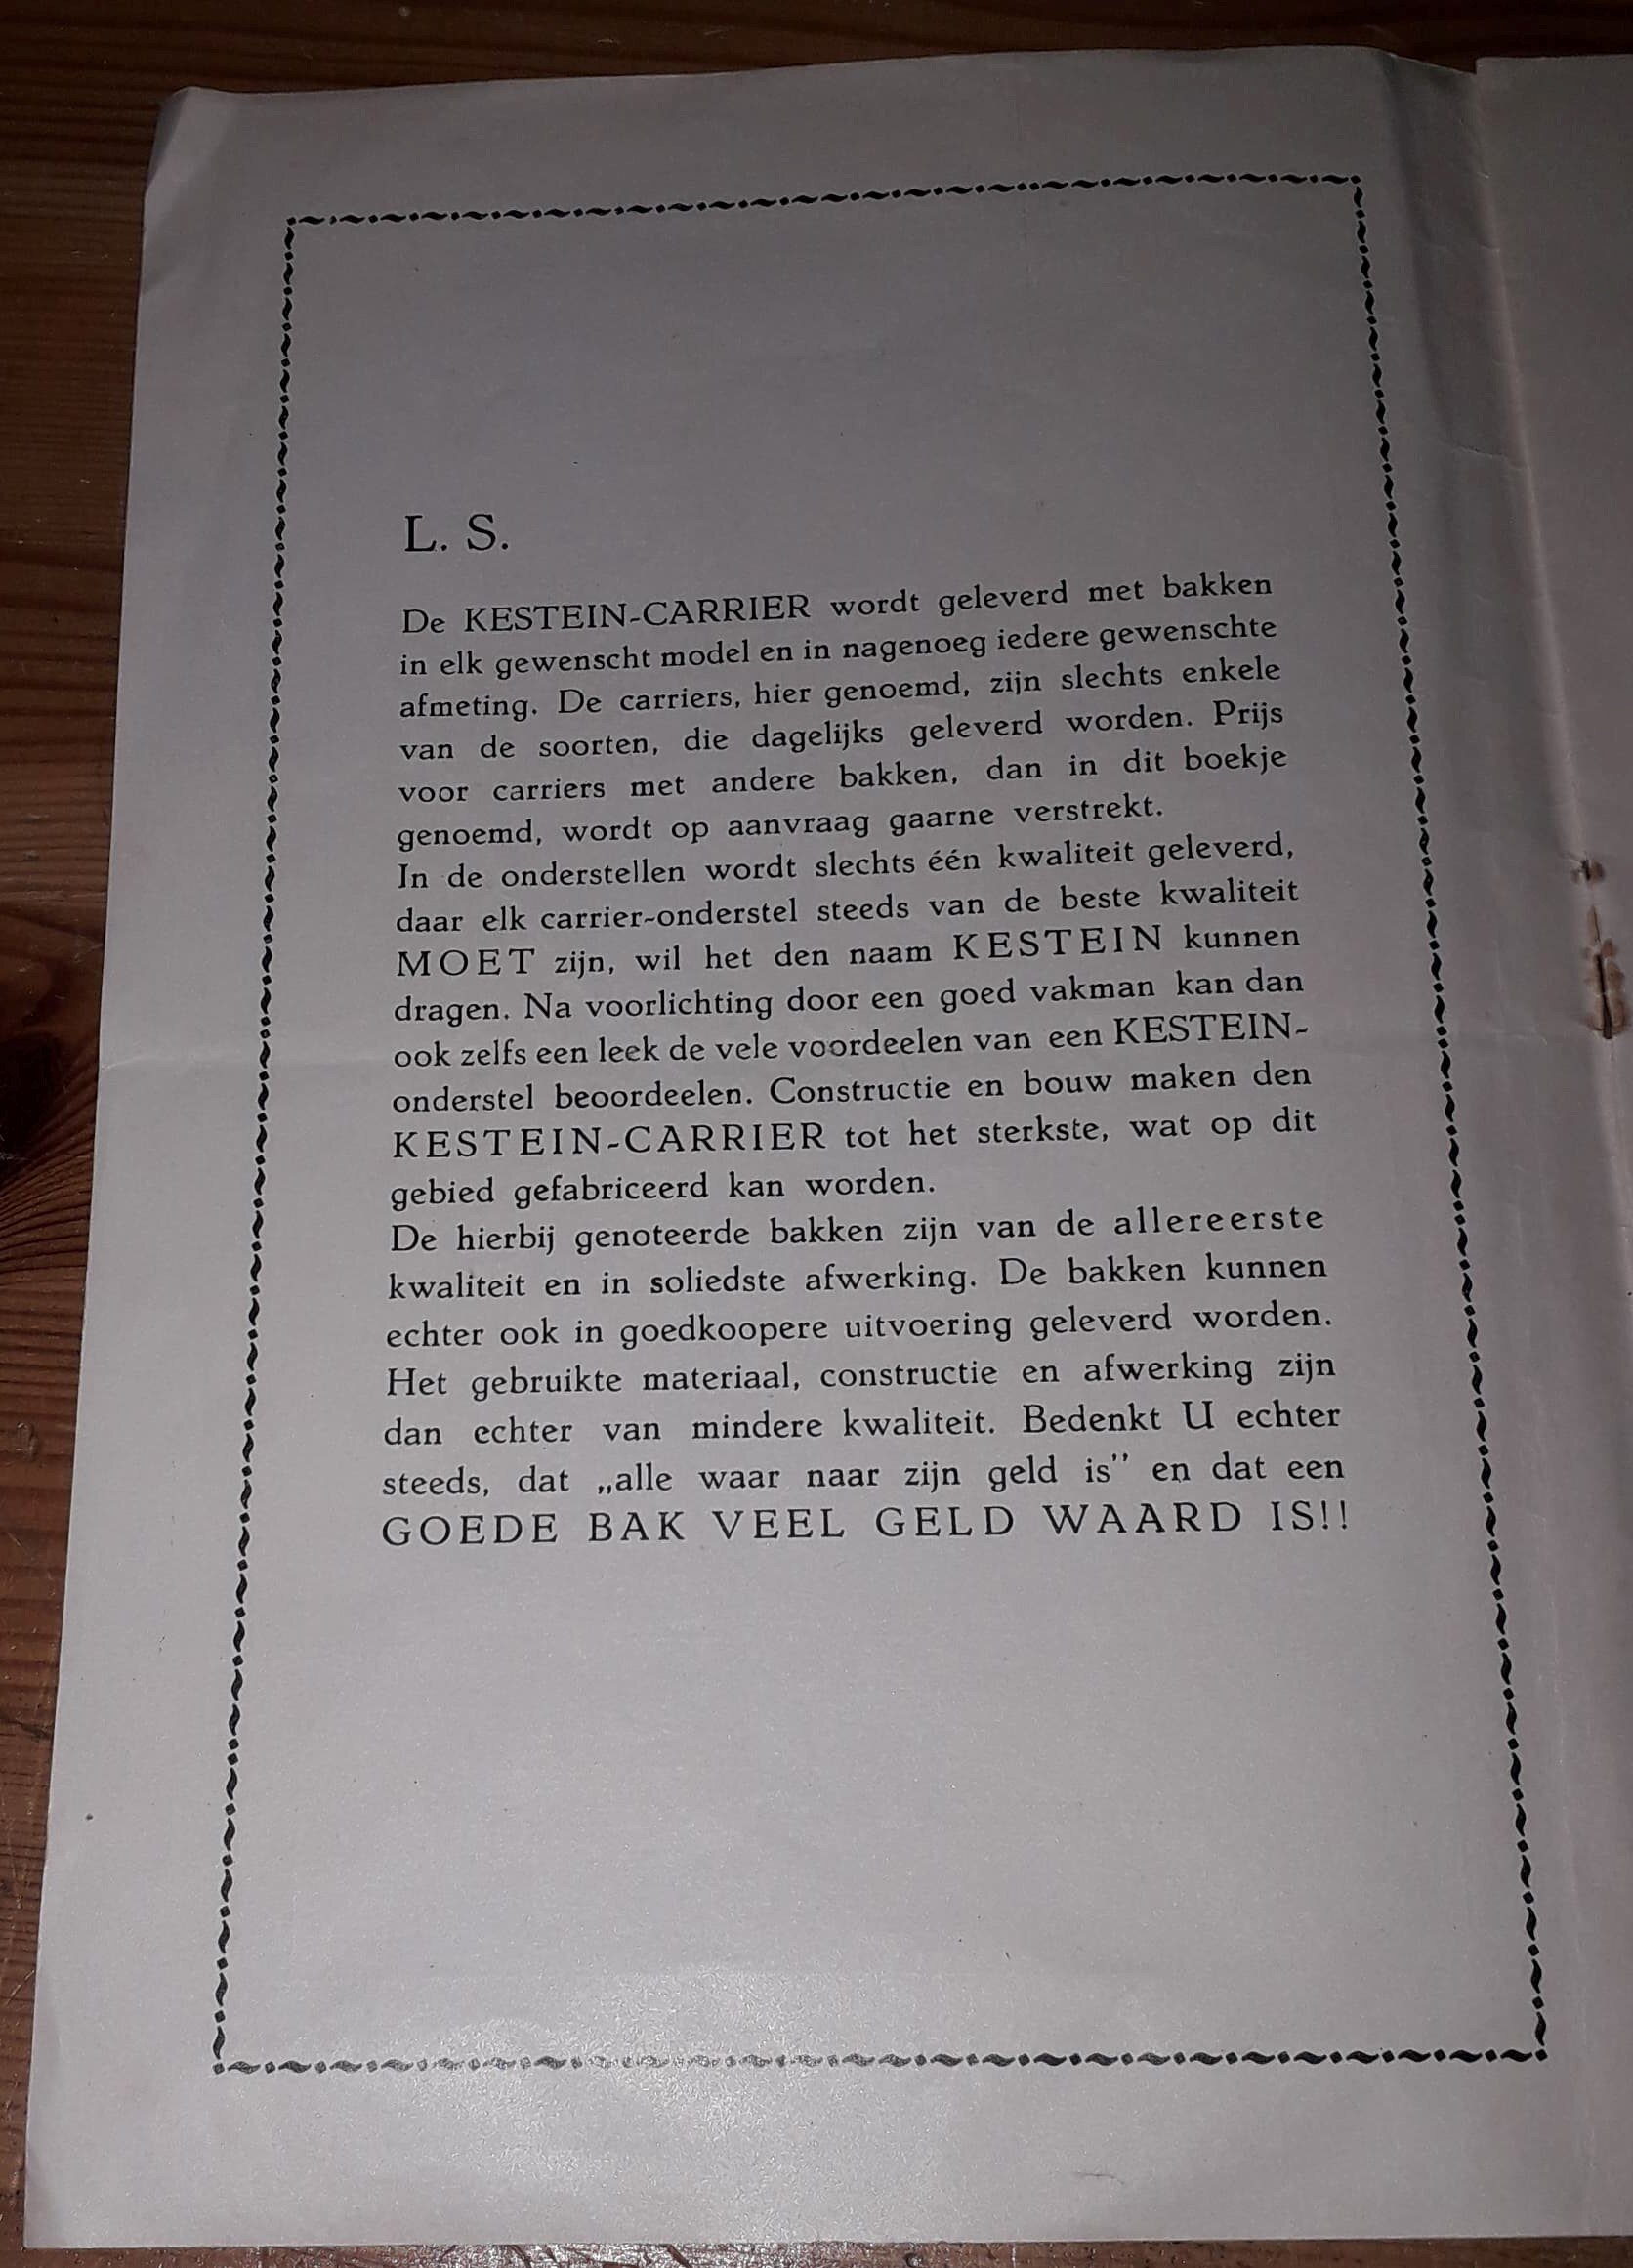 L. S.
De KESTEIN-CARRIER wordt geleverd met bakken
in elk gewenscht model en in nagenoeg iedere gewenschte
afmeting. De carriers, hier genoemd, zijn slechts enkele
van de soorten, die dagelijks geleverd worden. Prijs
voor carriers met andere bakken, dan in dit boekje
genoemd, wordt op aanvraag gaarne verstrekt.
In de onderstellen wordt slechts één kwaliteit geleverd,
daar elk carrier-onderstel steeds van de beste kwaliteit
MOET zijn, wil het den naam KESTEIN kunnen
dragen. Na voorlichting door een goed vakman kan dan
ook zelfs een leek de vele voordeelen van een KESTEIN-
onderstel beoordeelen. Constructie en bouw maken den
KESTEIN-CARRIER tot het sterkste, wat op dit
gebied gefabriceerd kan worden.
De hierbij genoteerde bakken zijn van de allereerste
kwaliteit en in soliedste afwerking. De bakken kunnen
echter ook in goedkoopere uitvoering geleverd worden.
Het gebruikte materiaal, constructie en afwerking zijn
dan echter van mindere kwaliteit. Bedenkt U echter
steeds, dat „alle waar naar zijn geld is” en dat een
GOEDE BAK VEEL GELD WAARD IS!!